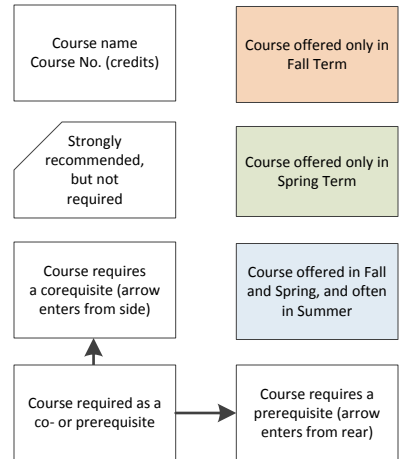 Course name
Course No. (credits)
Course offered only in
Fall Term
Strongly
recommended,
but not
required
Course offered only in
Spring Term
Course requires
a corequisite (arrow
enters from side)
Course offered in Fall
and Spring, and often
in Summer
Course required as a
co- or prerequisite
Course requires a
prerequisite (arrow
enters from rear)